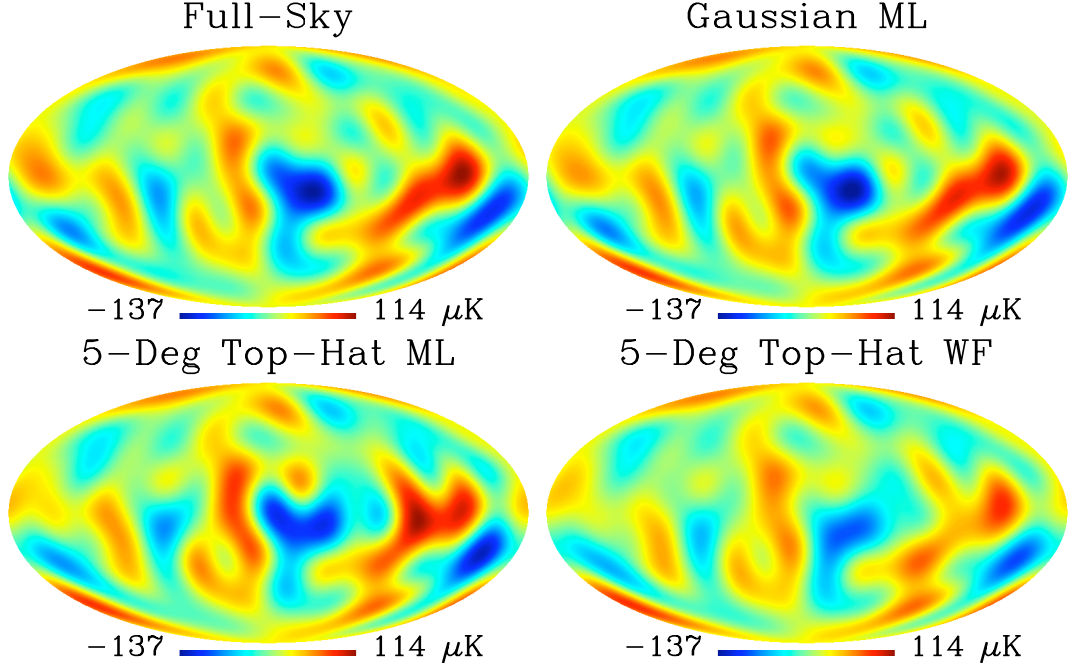 Full-Sky
Gaussian ML
-137 114 μK
-137 114 μK
5-Deg Top-Hat ML
5-Deg Top-Hat WF
-137 114 μK
-137 114 μK